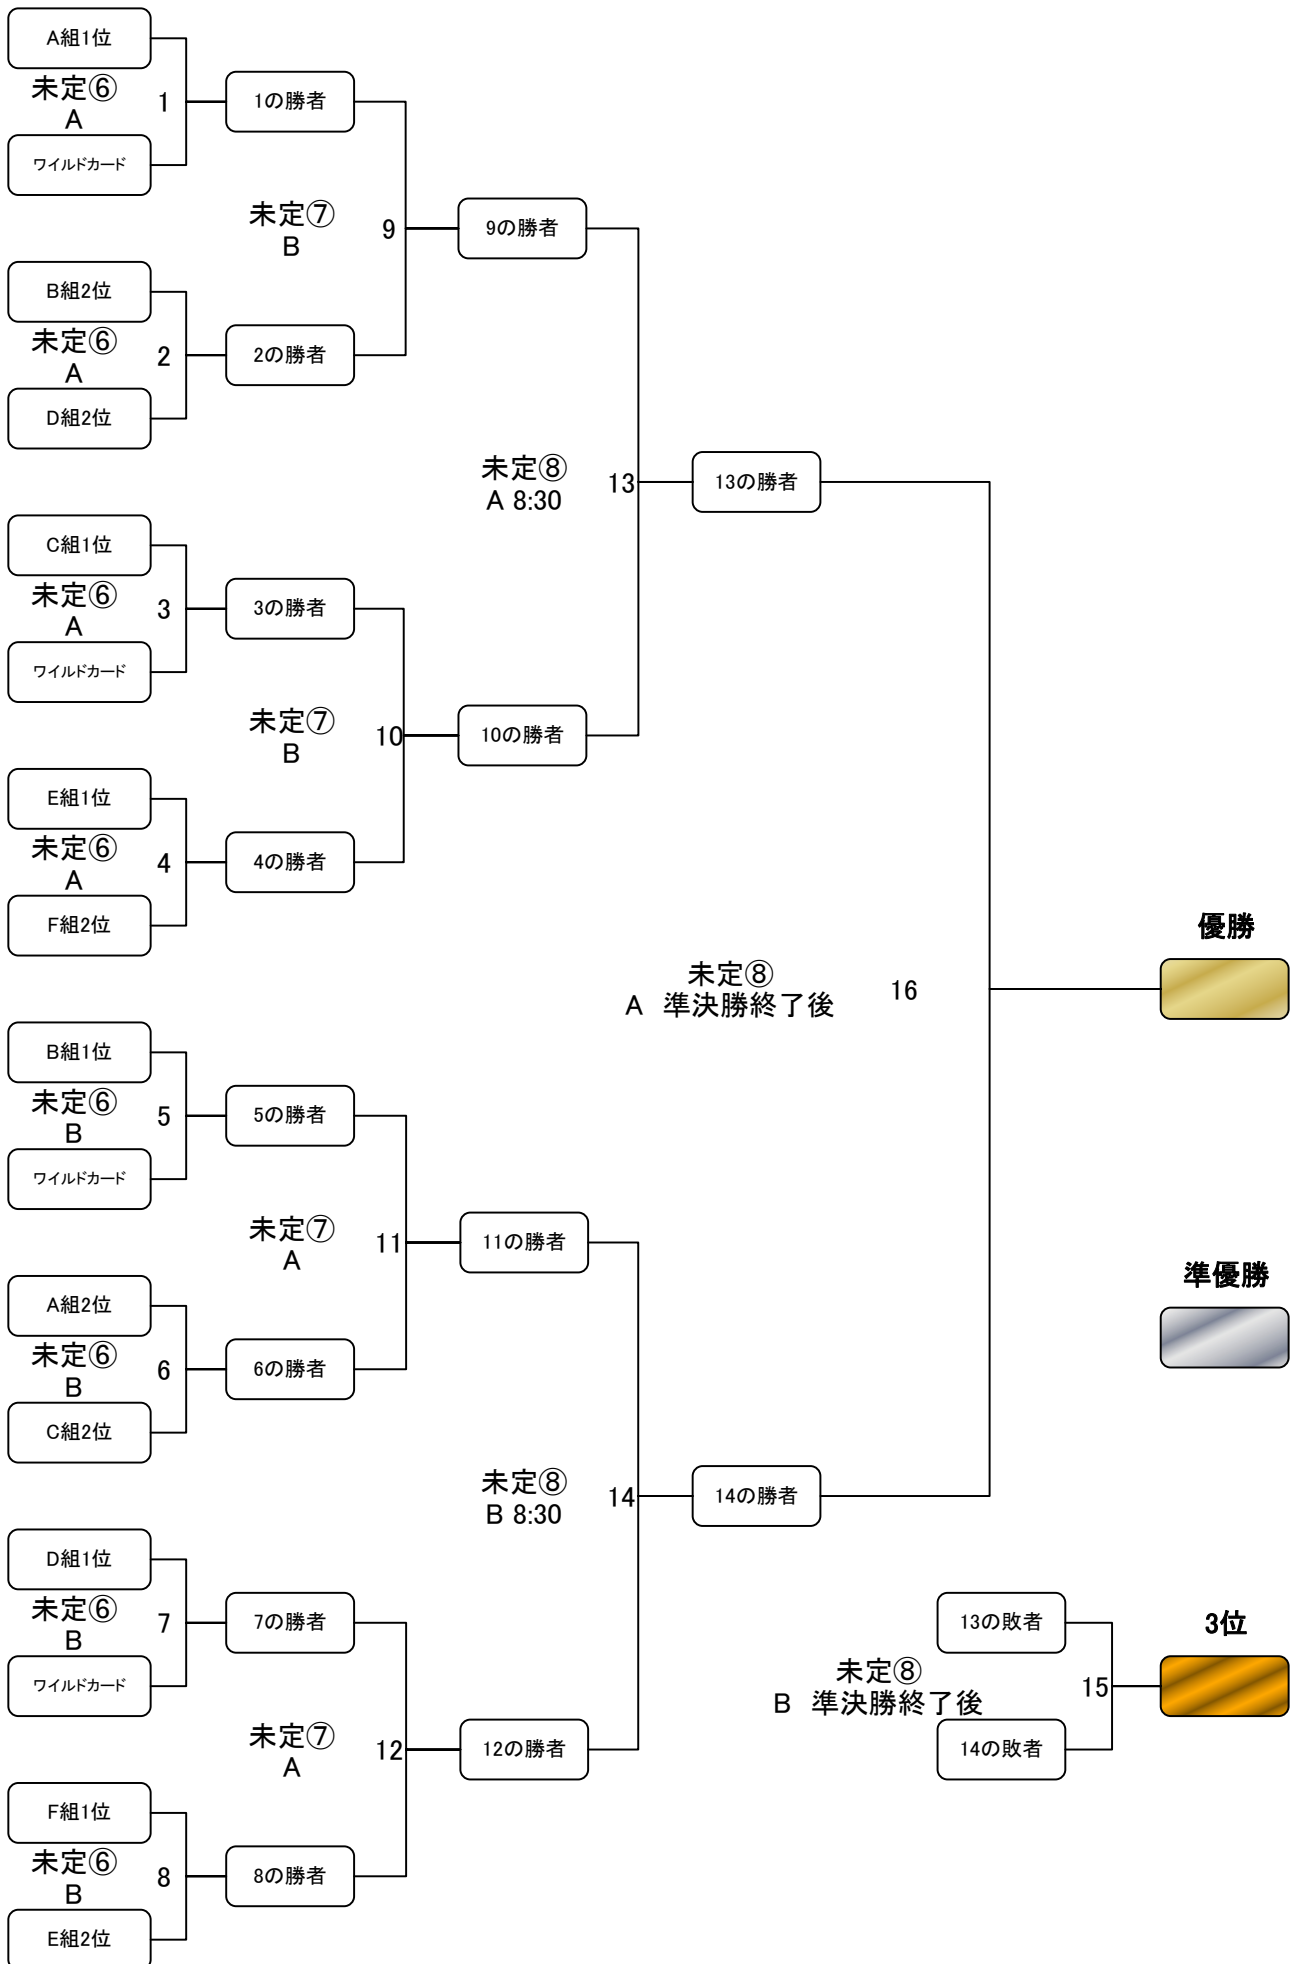 A組1位
未定⑥
A
1
ワイルドカード
1の勝者
未定⑦
B
9
9の勝者
B組2位
未定⑥
A
2
D組2位
2の勝者
未定⑧
A 8:30
13
13の勝者
C組1位
未定⑥
A
3
ワイルドカード
3の勝者
未定⑦
B
10
10の勝者
E組1位
未定⑥
A
4
F組2位
4の勝者
未定⑧
A 準決勝終了後
16
優勝
B組1位
未定⑥
B
5
ワイルドカード
5の勝者
未定⑦
A
11
11の勝者
準優勝
A組2位
未定⑥
B
6
C組2位
6の勝者
未定⑧
B 8:30
14
14の勝者
D組1位
未定⑥
B
7
ワイルドカード
7の勝者
未定⑦
A
12
12の勝者
13の敗者
未定⑧
B 準決勝終了後
15
14の敗者
3位
F組1位
未定⑥
B
8
E組2位
8の勝者